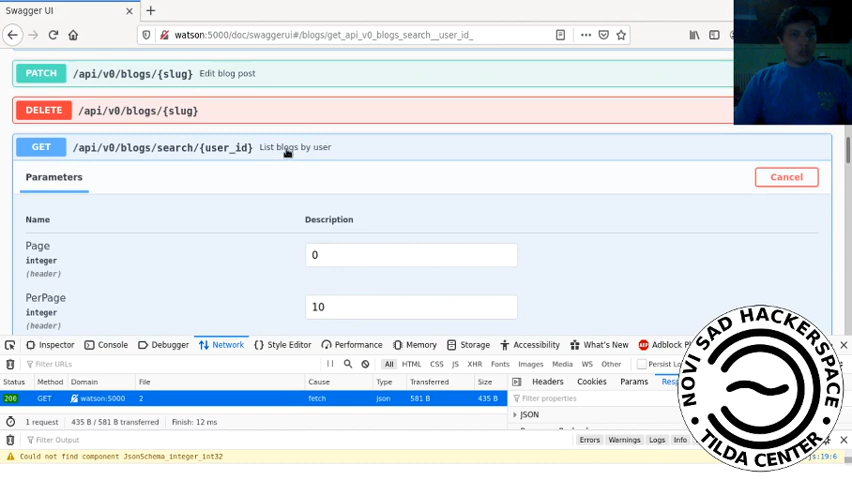 Swagger UI
watson:5000/doc/swaggerui#/blogs/get_api_v0_blogs_search__user_id_
PATCH /api/v0/blogs/{slug} Edit blog post
DELETE /api/v0/blogs/{slug}
GET /api/v0/blogs/search/{user_id} List blogs by user
Parameters
Cancel
Name Description
Page
integer
(header)
0
PerPage
integer
(header)
10
Inspector Console Debugger Network Style Editor Performance Memory Storage Accessibility What's New Adblock
Filter URLs
All HTML CSS JS XHR Fonts Images Media WS Other Persist
Status Method Domain File Cause Type Transferred Size
Headers Cookies Params
200 GET watson:5000 2 fetch json 581 B 435 B
Filter properties
JSON
1 request 435 B / 581 B transferred Finish: 12 ms
Filter Output
Errors Warnings Logs Info
Could not find component JsonSchema_integer_int32
js:19:6
NOVI SAD HACKERSPACE
TILDA CENTER